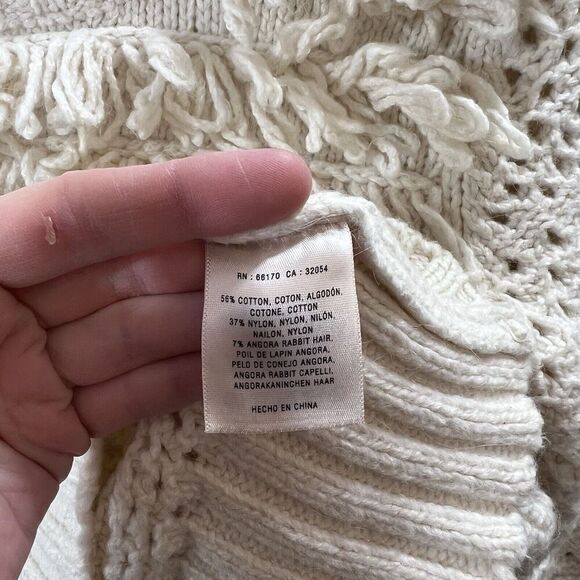 RN : 66170 CA : 32054
56% COTTON, COTON, ALGODÓN,
COTONE, COTTON
37% NYLON, NYLON, NILÓN,
NAILON, NYLON
7% ANGORA RABBIT HAIR,
POIL DE LAPIN ANGORA,
PELO DE CONEJO ANGORA,
ANGORA RABBIT CAPELLI,
ANGORAKANINCHEN HAAR
HECHO EN CHINA